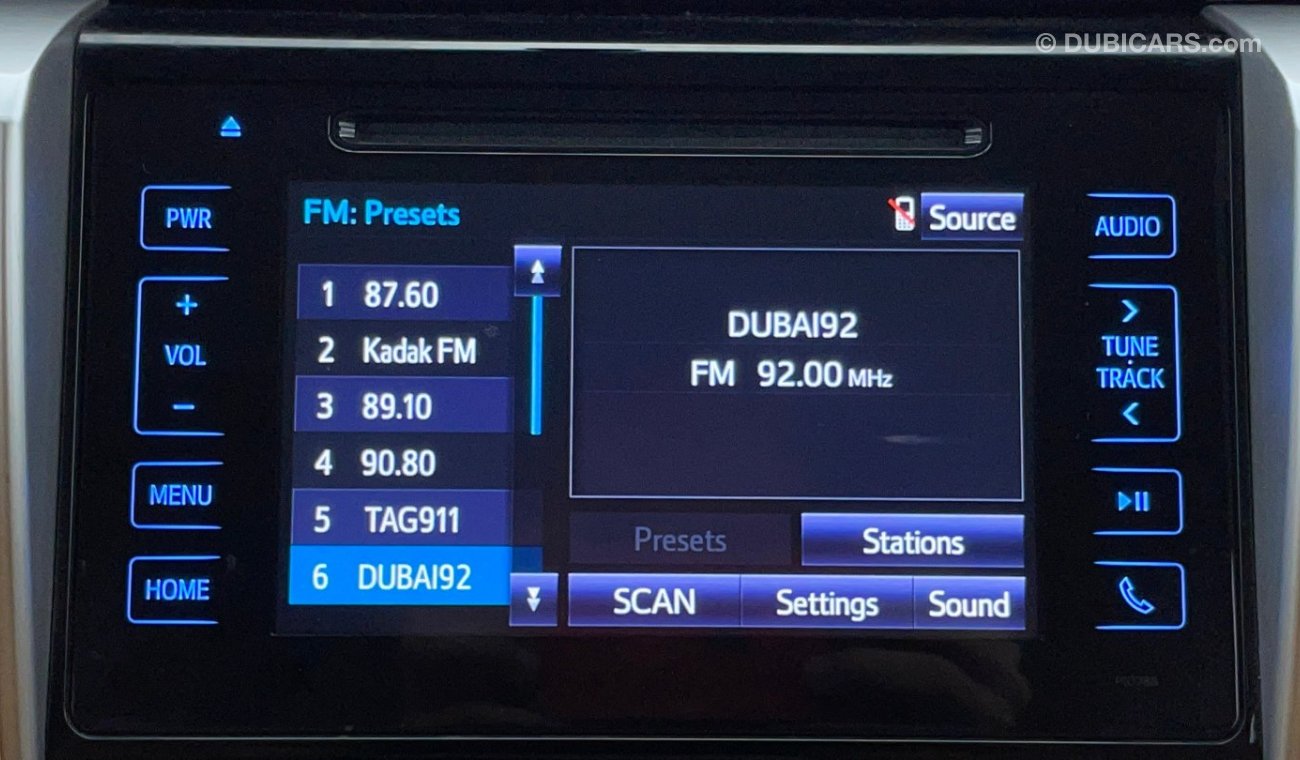 © DUBICARS.com
PWR
+
VOL
−
MENU
HOME
FM: Presets
Source
1 87.60
2 Kadak FM
3 89.10
4 90.80
5 TAG911
6 DUBAI92
DUBAI92
FM 92.00 MHz
Presets
Stations
SCAN
Settings
Sound
AUDIO
>
TUNE
TRACK
<